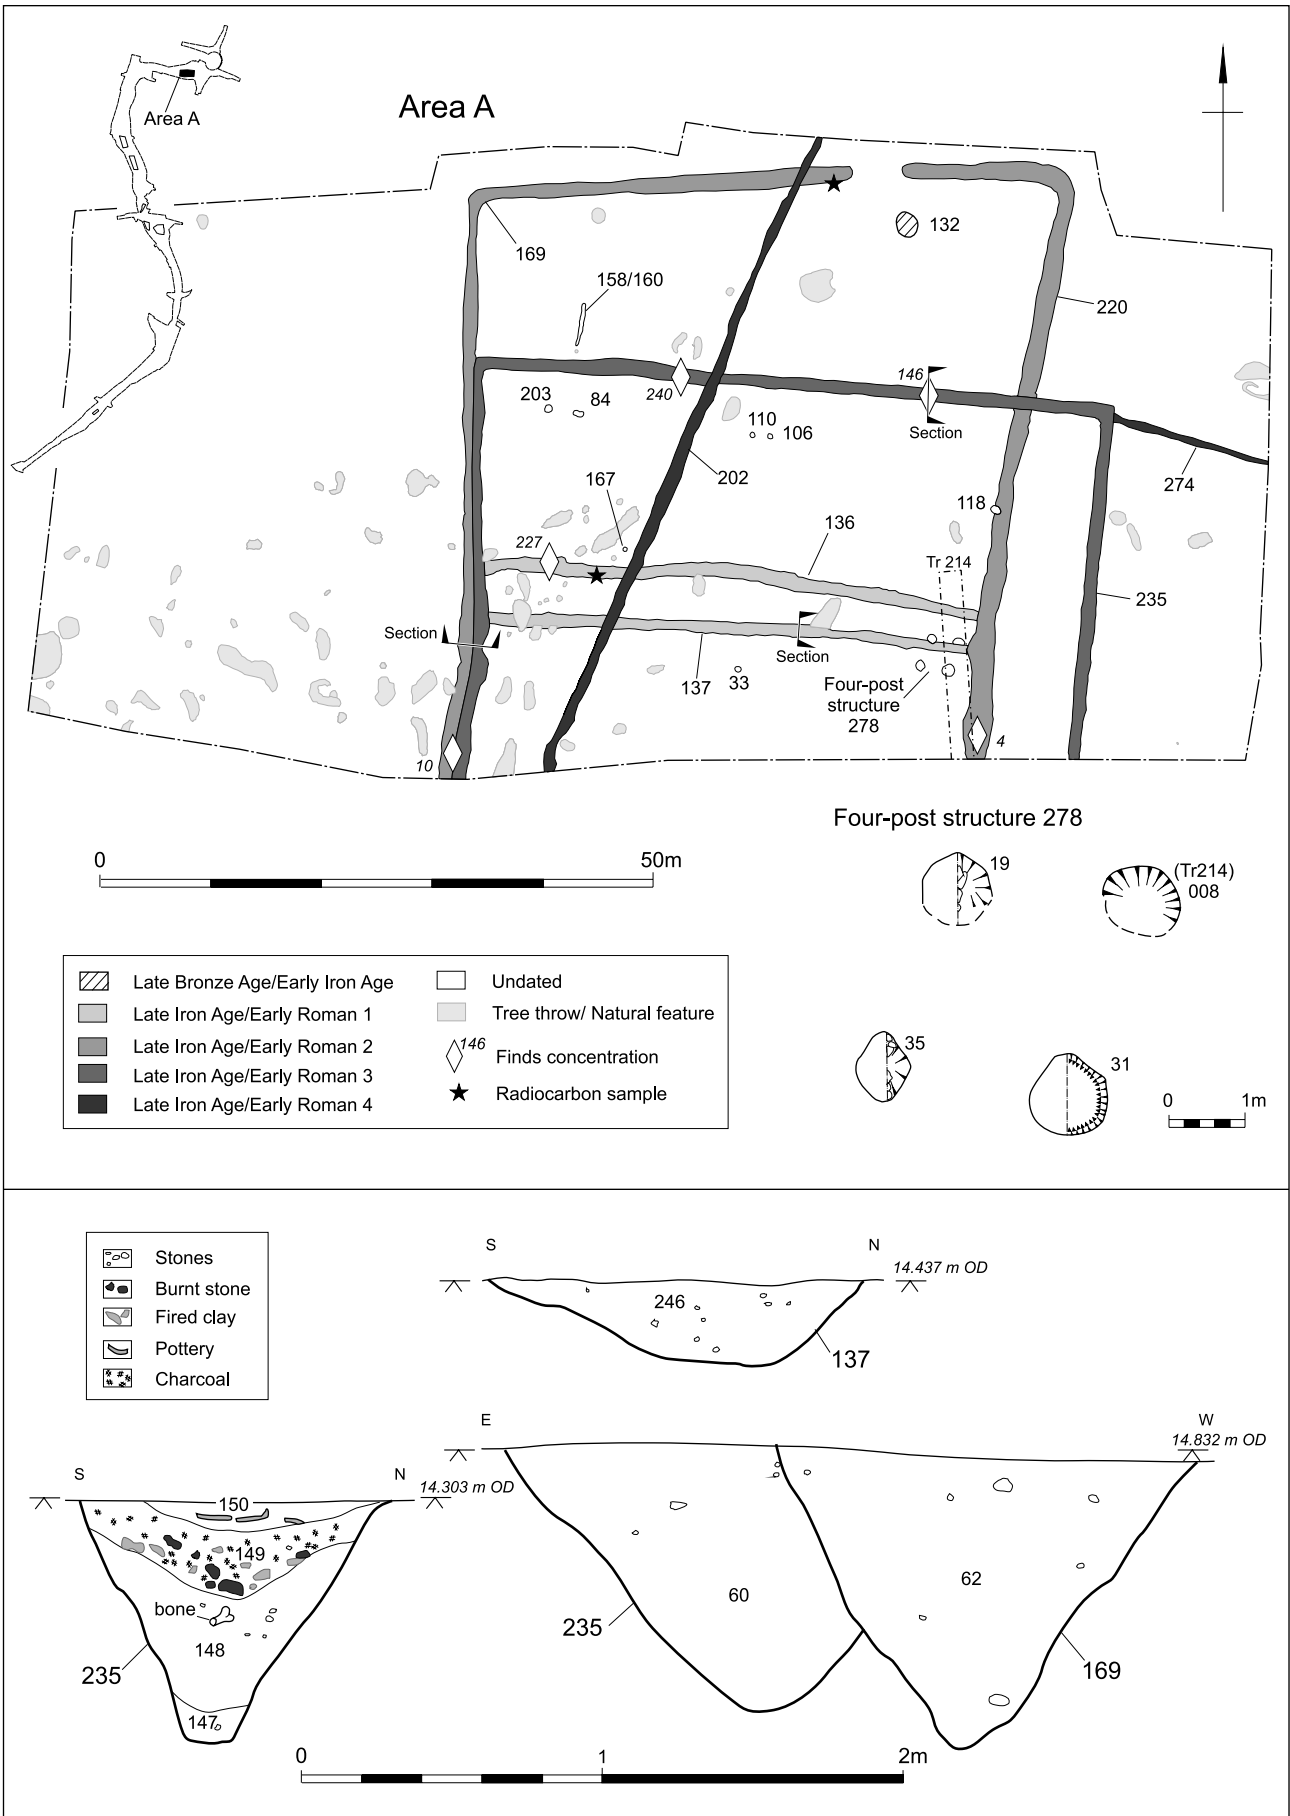 Area A
Area A
132
169
158/160
220
146
203
84
240
110
106
Section
202
274
167
118
136
227
Tr 214
235
Section
Section
137
33
Four-post
structure
278
10
4
Four-post structure 278
0 50m
19
(Tr214)
008
35
31
0 1m
Late Bronze Age/Early Iron Age
Late Iron Age/Early Roman 1
Late Iron Age/Early Roman 2
Late Iron Age/Early Roman 3
Late Iron Age/Early Roman 4
Undated
Tree throw/ Natural feature
146
Finds concentration
Radiocarbon sample
Stones
Burnt stone
Fired clay
Pottery
Charcoal
S N
14.437 m OD
246
137
E W
14.832 m OD
60
62
235
169
S N
14.303 m OD
150
149
bone
148
235
147
0 1 2m